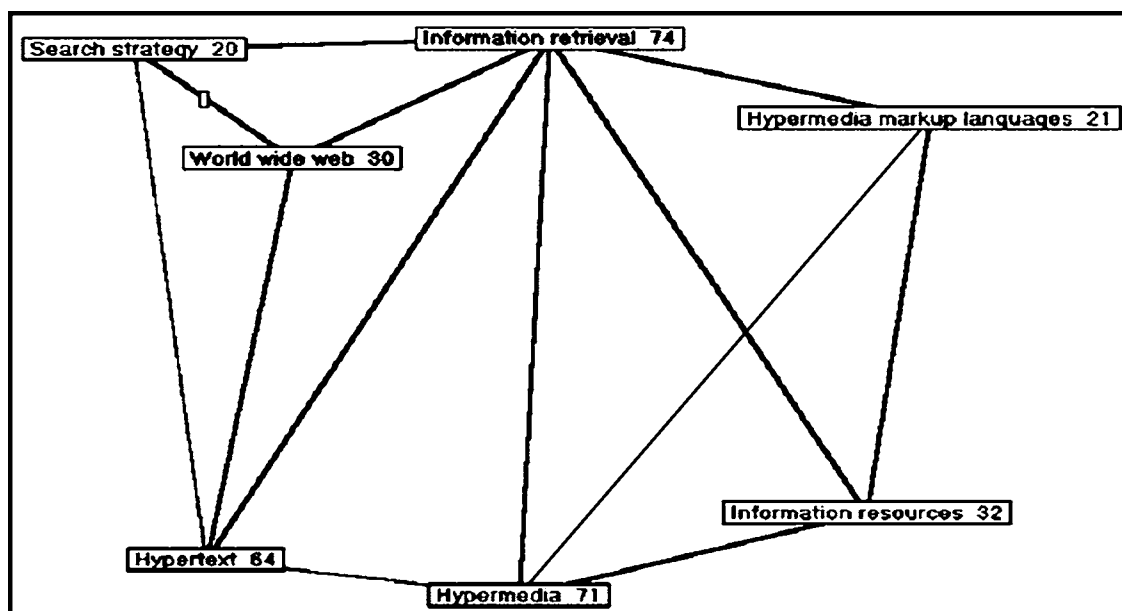 Search strategy 20
Information retrieval 74
Hypermedia markup languages 21
World wide web 30
Information resources 32
Hypertext 64
Hypermedia 71